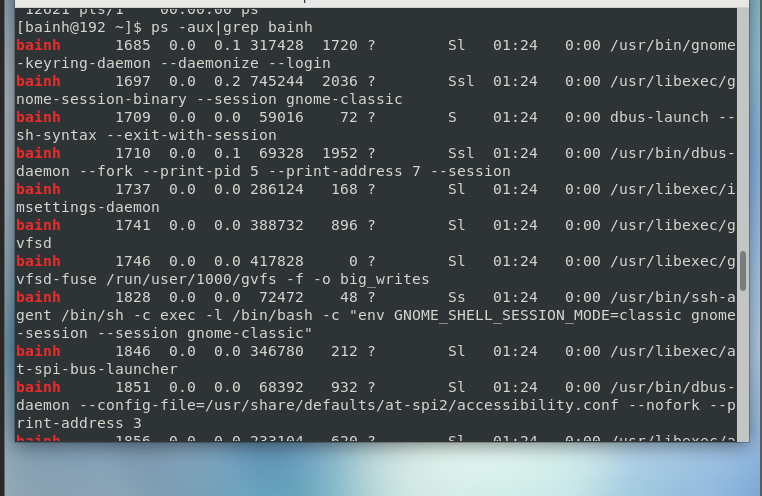 12621 pts/1    00:00:00 ps
[bainh@192 ~]$ ps -aux|grep bainh
bainh      1685  0.0  0.1 317428  1720 ?        Sl   01:24   0:00 /usr/bin/gnome
-keyring-daemon --daemonize --login
bainh      1697  0.0  0.2 745244  2036 ?        Ssl  01:24   0:00 /usr/libexec/g
nome-session-binary --session gnome-classic
bainh      1709  0.0  0.0  59016    72 ?        S    01:24   0:00 dbus-launch --
sh-syntax --exit-with-session
bainh      1710  0.0  0.1  69328  1952 ?        Ssl  01:24   0:00 /usr/bin/dbus-
daemon --fork --print-pid 5 --print-address 7 --session
bainh      1737  0.0  0.0 286124   168 ?        Sl   01:24   0:00 /usr/libexec/i
msettings-daemon
bainh      1741  0.0  0.0 388732   896 ?        Sl   01:24   0:00 /usr/libexec/g
vfsd
bainh      1746  0.0  0.0 417828     0 ?        Sl   01:24   0:00 /usr/libexec/g
vfsd-fuse /run/user/1000/gvfs -f -o big_writes
bainh      1828  0.0  0.0  72472    48 ?        Ss   01:24   0:00 /usr/bin/ssh-a
gent /bin/sh -c exec -l /bin/bash -c "env GNOME_SHELL_SESSION_MODE=classic gnome
-session --session gnome-classic"
bainh      1846  0.0  0.0 346780   212 ?        Sl   01:24   0:00 /usr/libexec/a
t-spi-bus-launcher
bainh      1851  0.0  0.0  68392   932 ?        Sl   01:24   0:00 /usr/bin/dbus-
daemon --config-file=/usr/share/defaults/at-spi2/accessibility.conf --nofork --p
rint-address 3
bainh      1856  0.0  0.0 233104   620 ?        Sl   01:24   0:00 /usr/libexec/a